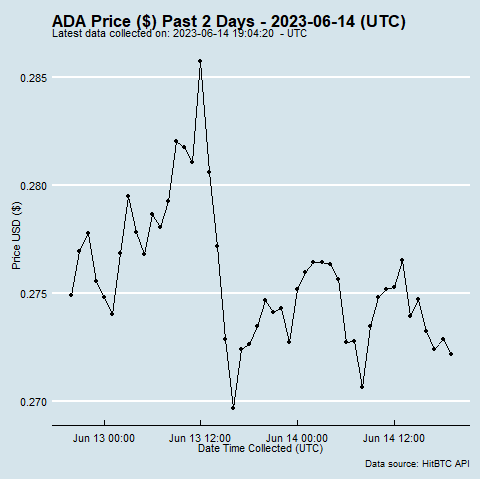 ADA Price ($) Past 2 Days - 2023-06-14 (UTC)
Latest data collected on: 2023-06-14 19:04:20  - UTC
0.285
0.280
0.275
0.270
Price USD ($)
Jun 13 00:00 Jun 13 12:00 Jun 14 00:00 Jun 14 12:00
Date Time Collected (UTC)
Data source: HitBTC API